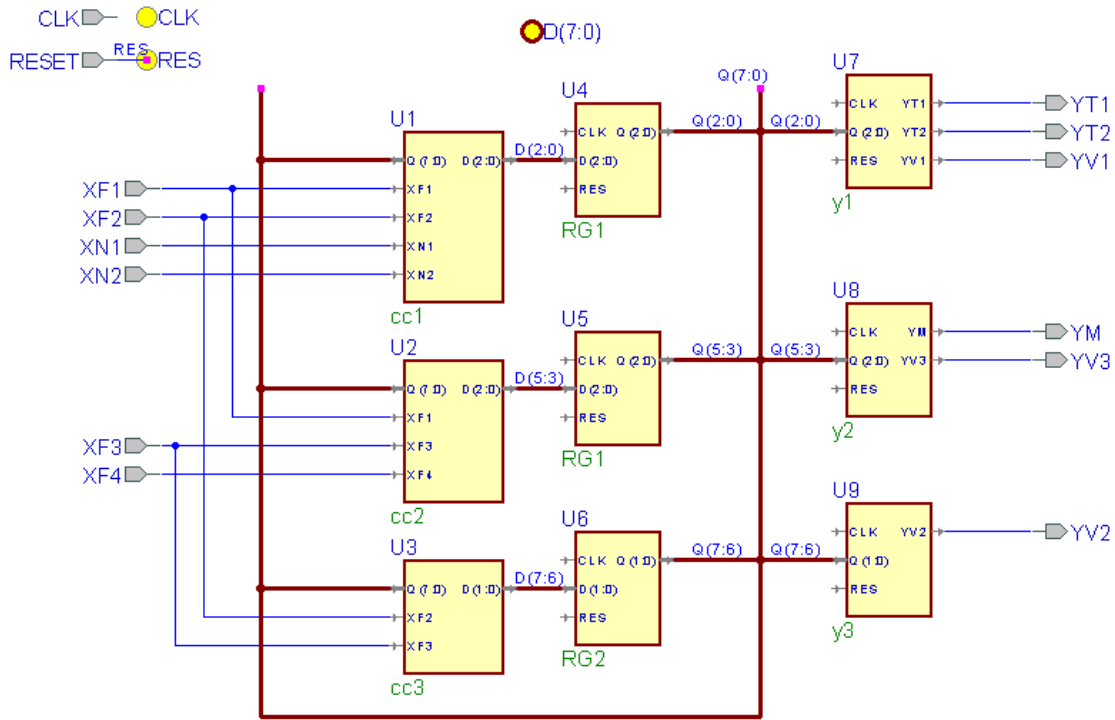 CLK CLK
RESET RES RES
D(7:0)
Q(7:0)
U1
Q(7:0) D(2:0)
XF1
XF2
XN1
XN2
cc1
XF1
XF2
XN1
XN2
D(2:0)
U4
CLK Q(2:0)
D(2:0)
RES
RG1
Q(2:0) Q(2:0)
U7
CLK YT1
Q(2:0) YT2
RES YV1
y1
YT1
YT2
YV1
U2
Q(7:0) D(2:0)
XF1
XF3
XF4
cc2
XF3
XF4
D(5:3)
U5
CLK Q(2:0)
D(2:0)
RES
RG1
Q(5:3) Q(5:3)
U8
CLK YM
Q(2:0) YV3
RES
y2
YM
YV3
U3
Q(7:0) D(1:0)
XF2
XF3
cc3
D(7:6)
U6
CLK Q(1:0)
D(1:0)
RES
RG2
Q(7:6) Q(7:6)
U9
CLK YV2
Q(1:0)
RES
y3
YV2